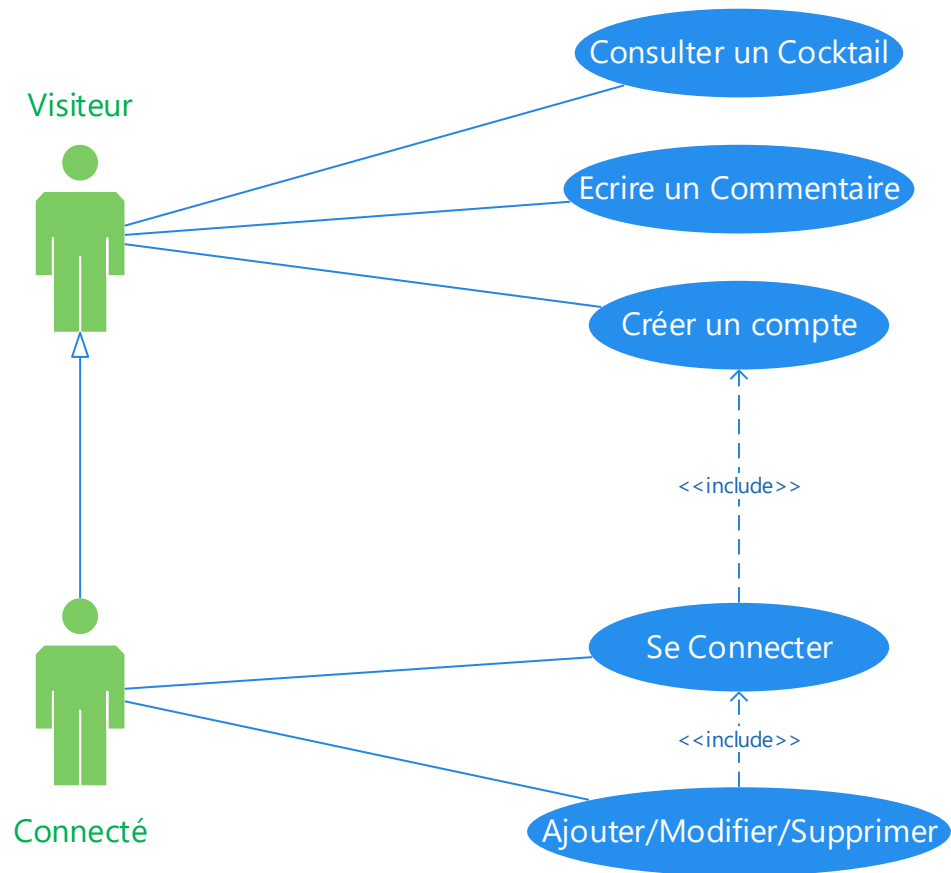 Consulter un Cocktail
Visiteur
Ecrire un Commentaire
Créer un compte
<<include>>
Se Connecter
<<include>>
Connecté
Ajouter/Modifier/Supprimer